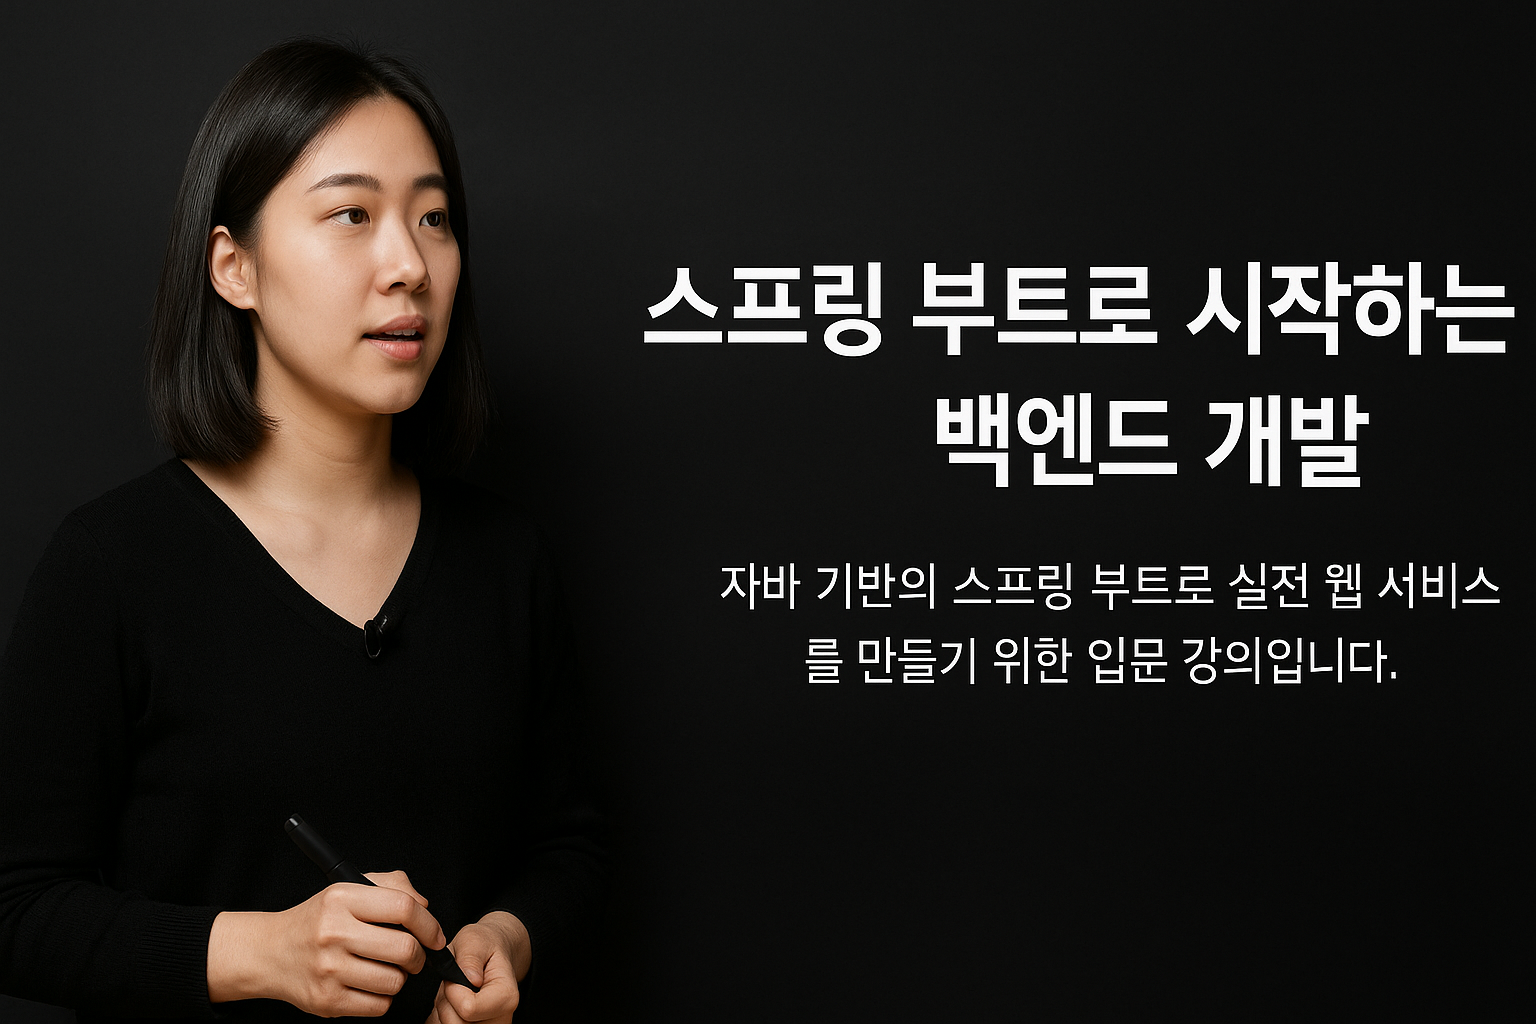 스프링 부트로 시작하는
백엔드 개발
자바 기반의 스프링 부트로 실전 웹 서비스
를 만들기 위한 입문 강의입니다.